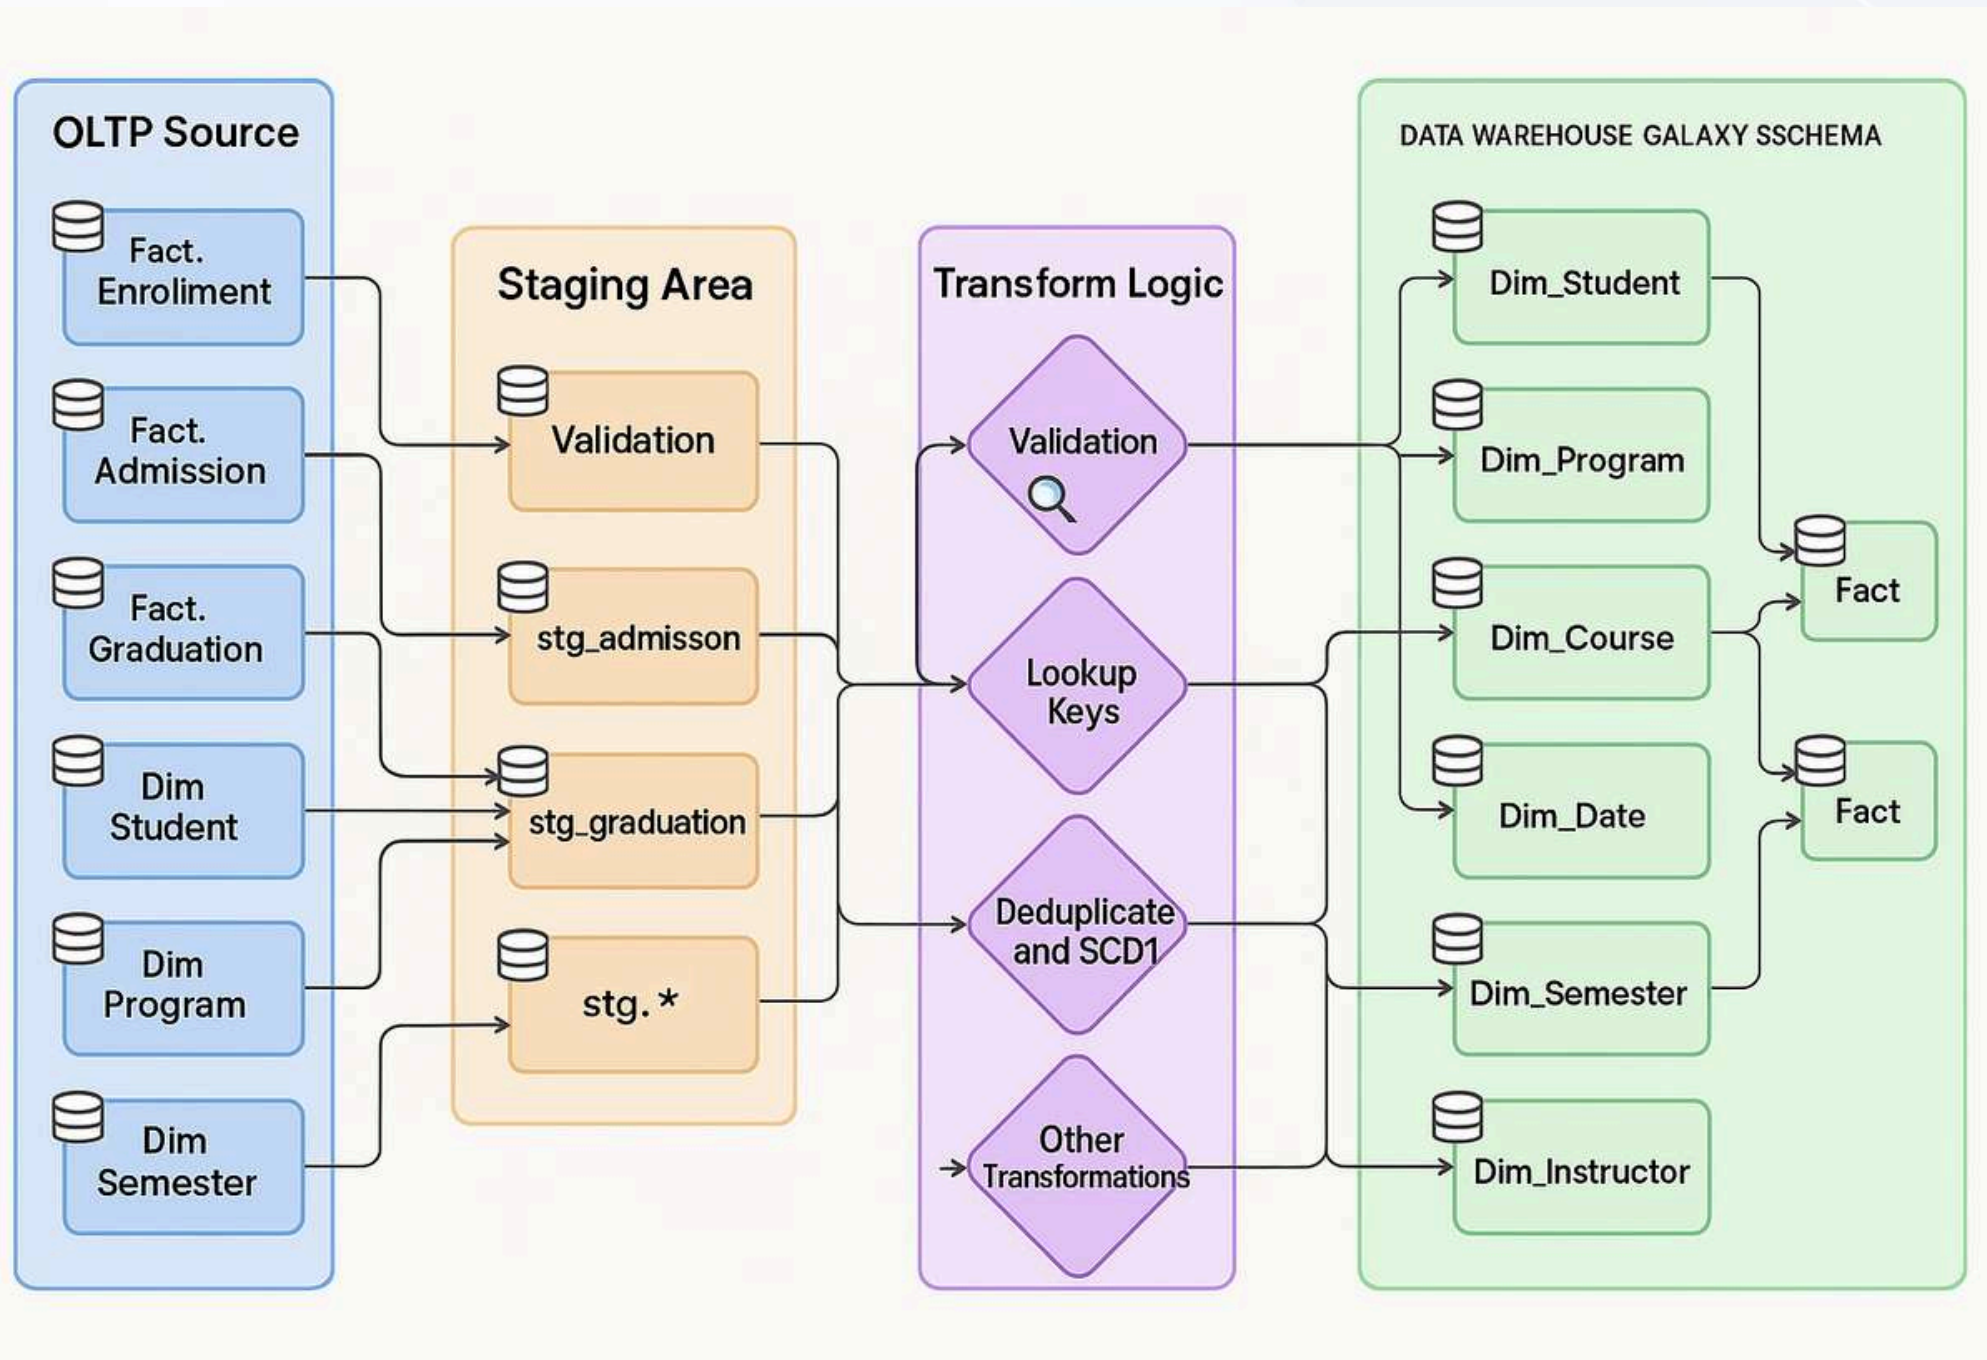 OLTP Source
Fact.
Enroliment
Fact.
Admission
Fact.
Graduation
Dim
Student
Dim
Program
Dim
Semester
Staging Area
Validation
stg_admisson
stg_graduation
stg. *
Transform Logic
Validation
Lookup
Keys
Deduplicate
and SCD1
Other
Transformations
DATA WAREHOUSE GALAXY SSCHEMA
Dim_Student
Dim_Program
Dim_Course
Dim_Date
Dim_Semester
Dim_Instructor
Fact
Fact